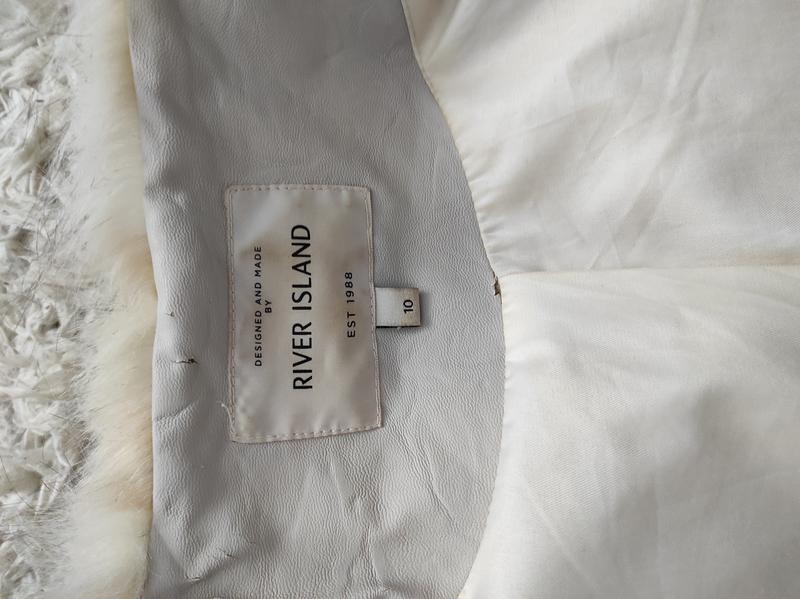 DESIGNED AND MADE
BY
RIVER ISLAND
EST 1988
10